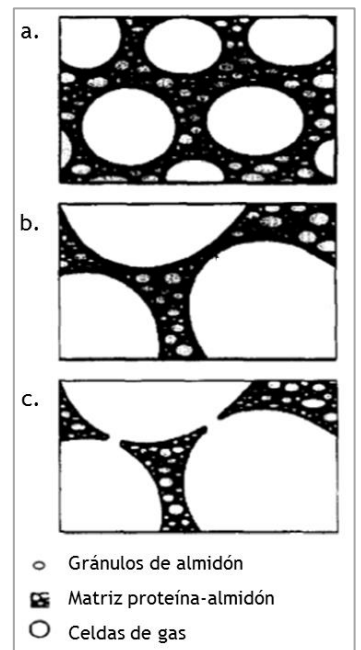 a.
b.
c.
Gránulos de almidón
Matriz proteína-almidón
Celdas de gas